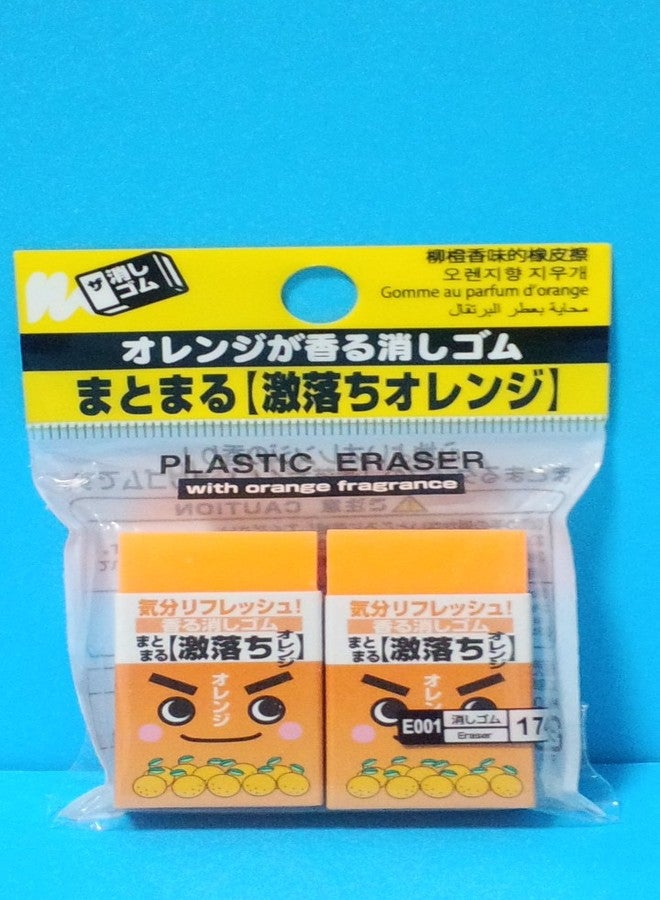 ザ消し
ゴム
柳橙香味的橡皮擦
오렌지향 지우개
Gomme au parfum d'orange
محاية بعطر البرتقال
オレンジが香る消しゴム
まとまる【激落ちオレンジ】
PLASTIC ERASER
with orange fragrance
CAUTION
気分リフレッシュ!
香る消しゴム
まとまる【激落ちオレンジ】
オレンジ
気分リフレッシュ!
香る消しゴム
まとまる【激落ちオレンジ】
オレン
E001
消しゴム
Eraser
17